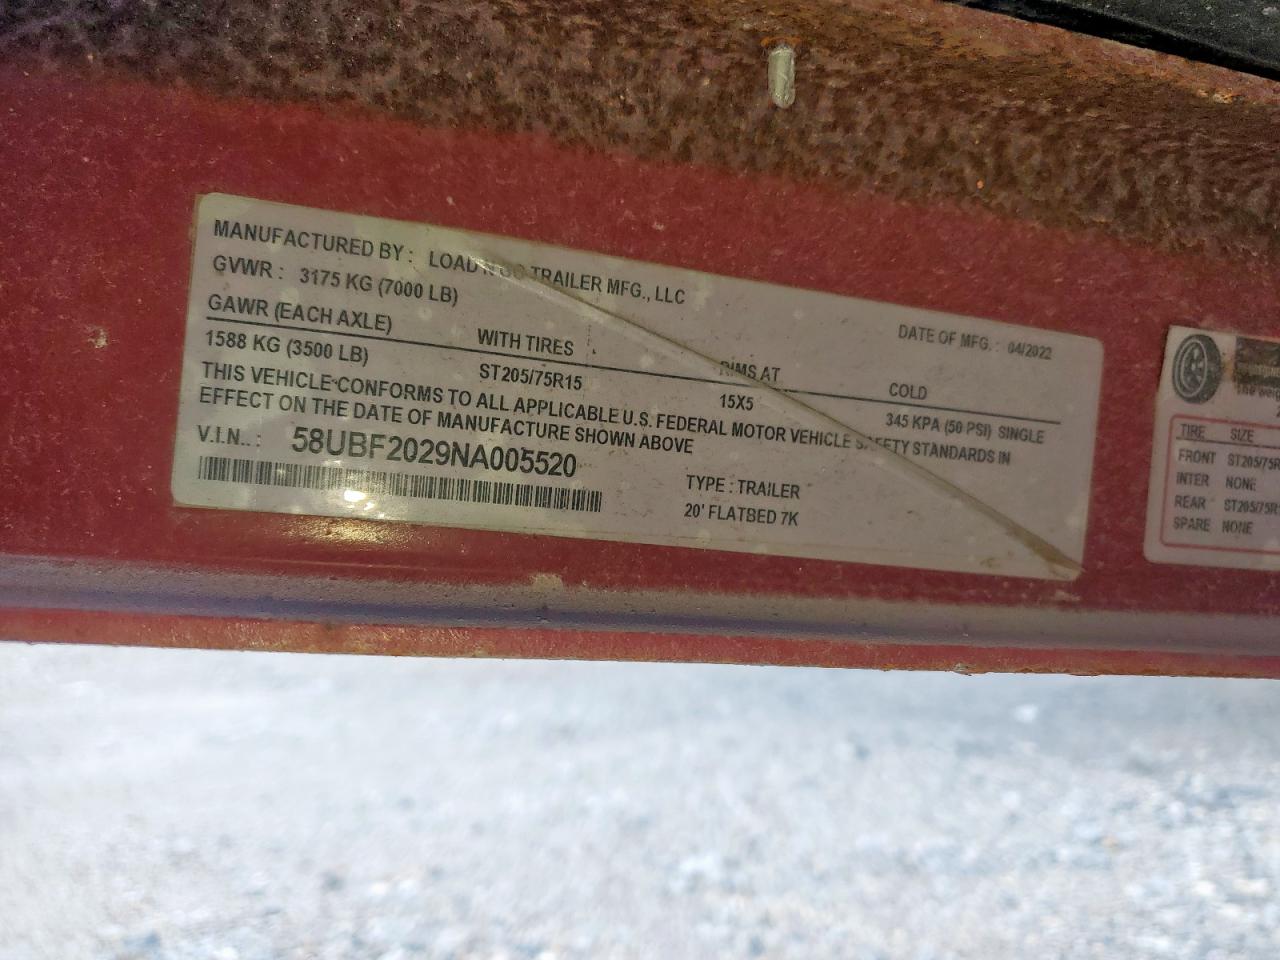 MANUFACTURED BY : LOAD N GO TRAILER MFG., LLC
GVWR : 3175 KG (7000 LB)
DATE OF MFG. : 04/2022
GAWR (EACH AXLE) WITH TIRES RIMS AT COLD
1588 KG (3500 LB) ST205/75R15 15X5 345 KPA (50 PSI) SINGLE
THIS VEHICLE CONFORMS TO ALL APPLICABLE U.S. FEDERAL MOTOR VEHICLE SAFETY STANDARDS IN
EFFECT ON THE DATE OF MANUFACTURE SHOWN ABOVE
V.I.N.. : 58UBF2029NA005520
TYPE : TRAILER
20' FLATBED 7K
TIRE SIZE
FRONT ST205/75R
INTER NONE
REAR ST205/75R
SPARE NONE